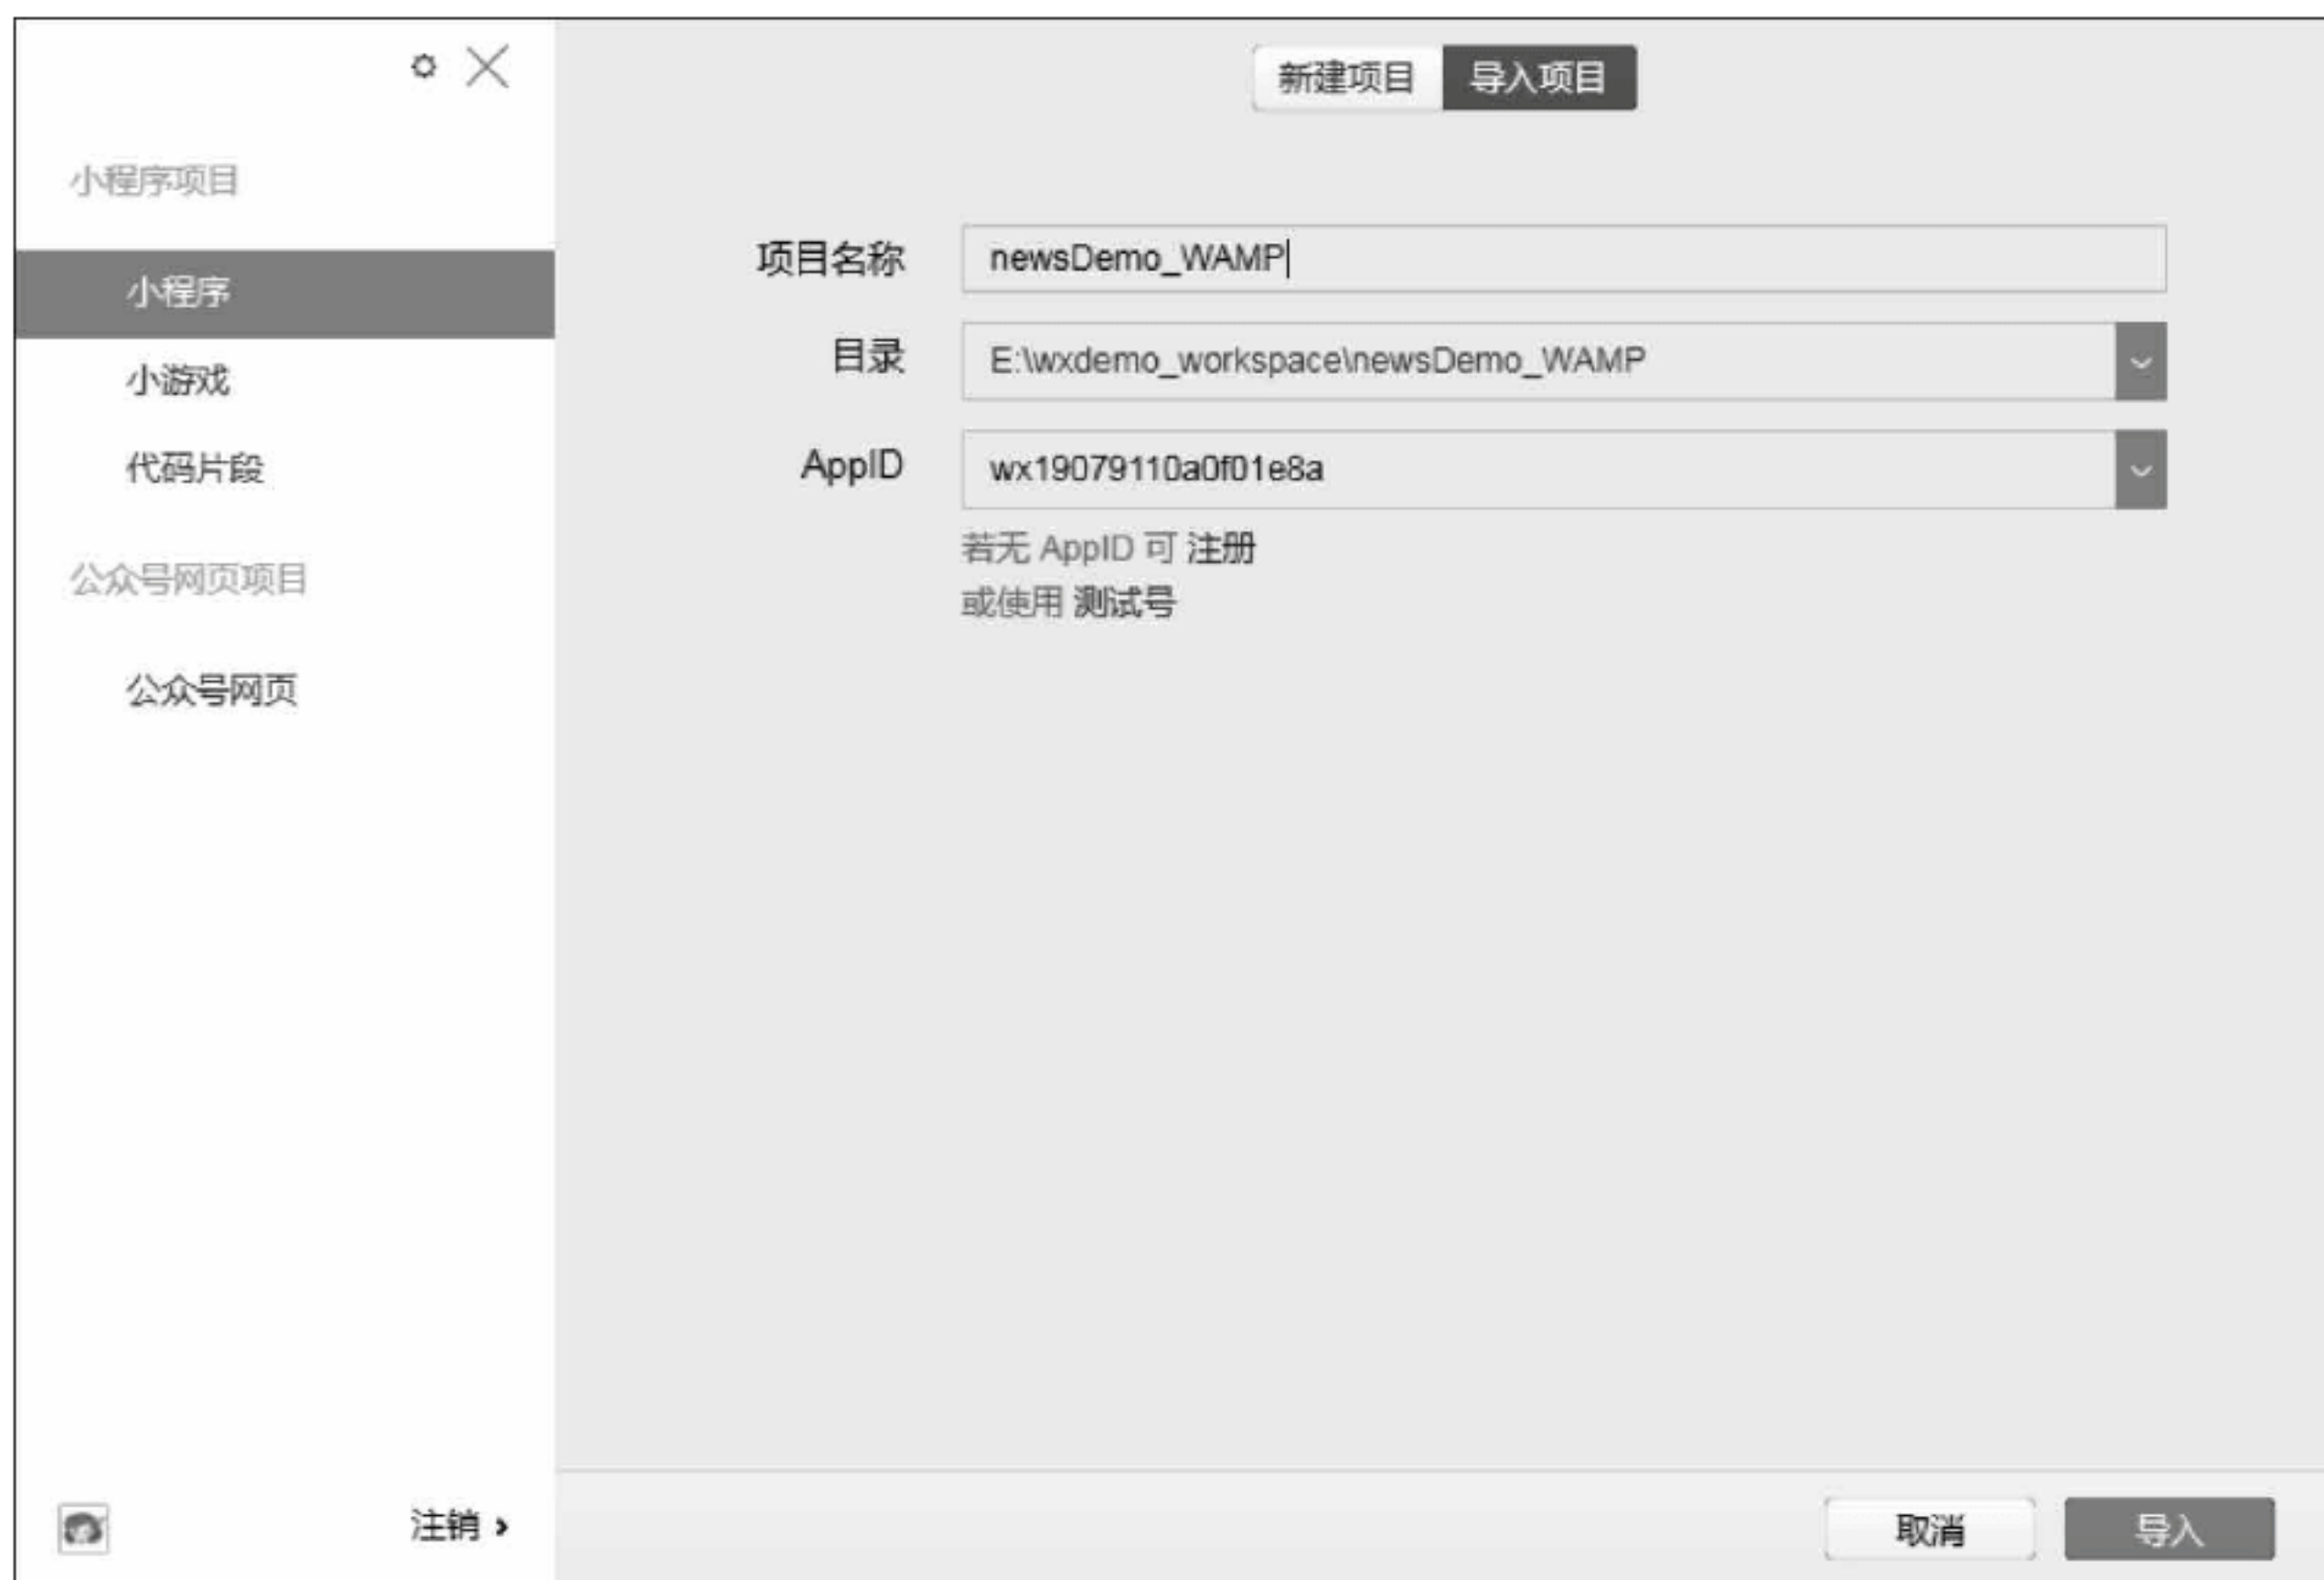 小程序项目
小程序
小游戏
代码片段
公众号网页项目
公众号网页
注销
新建项目 导入项目
项目名称 newsDemo_WAMP
目录 E:\wxdemo_workspace\newsDemo_WAMP
AppID wx19079110a0f01e8a
若无 AppID 可 注册
或使用 测试号
取消 导入